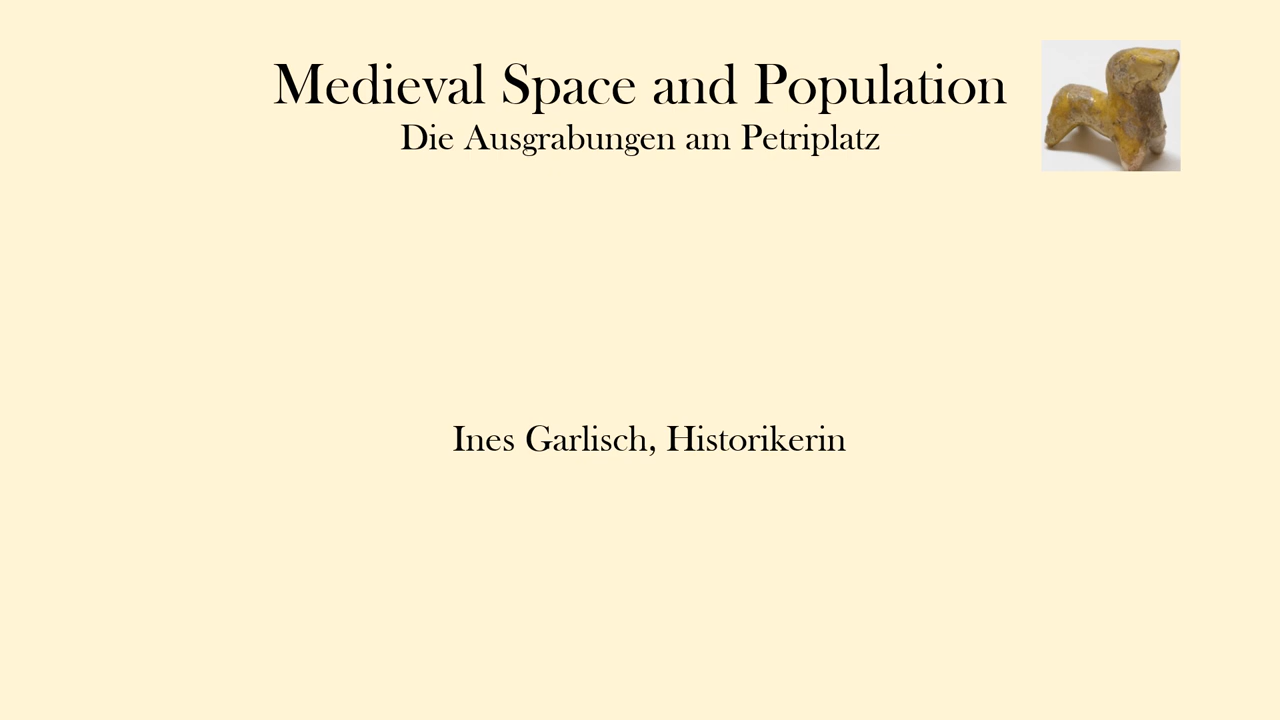 Medieval Space and Population
Die Ausgrabungen am Petriplatz
Ines Garlisch, Historikerin